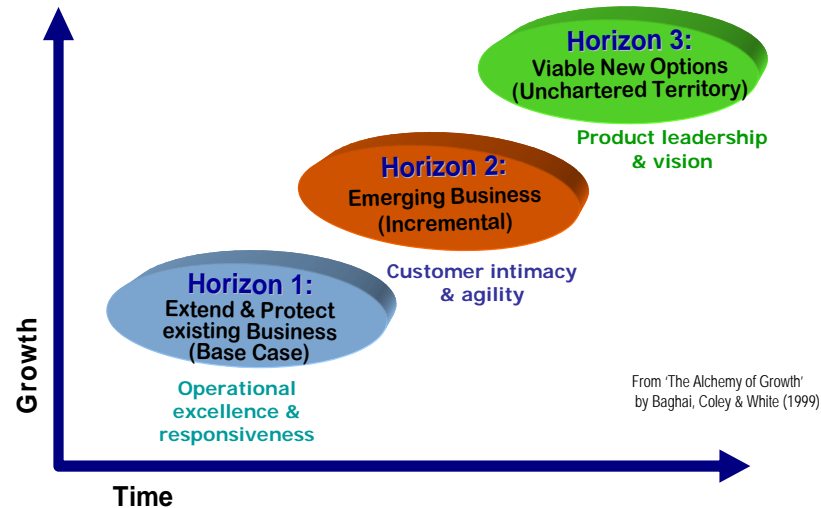 Horizon 3:
Viable New Options
(Unchartered Territory)
Product leadership
& vision
Horizon 2:
Emerging Business
(Incremental)
Customer intimacy
& agility
Horizon 1:
Extend & Protect
existing Business
(Base Case)
Operational
excellence &
responsiveness
From ‘The Alchemy of Growth’
by Baghai, Coley & White (1999)
Growth
Time